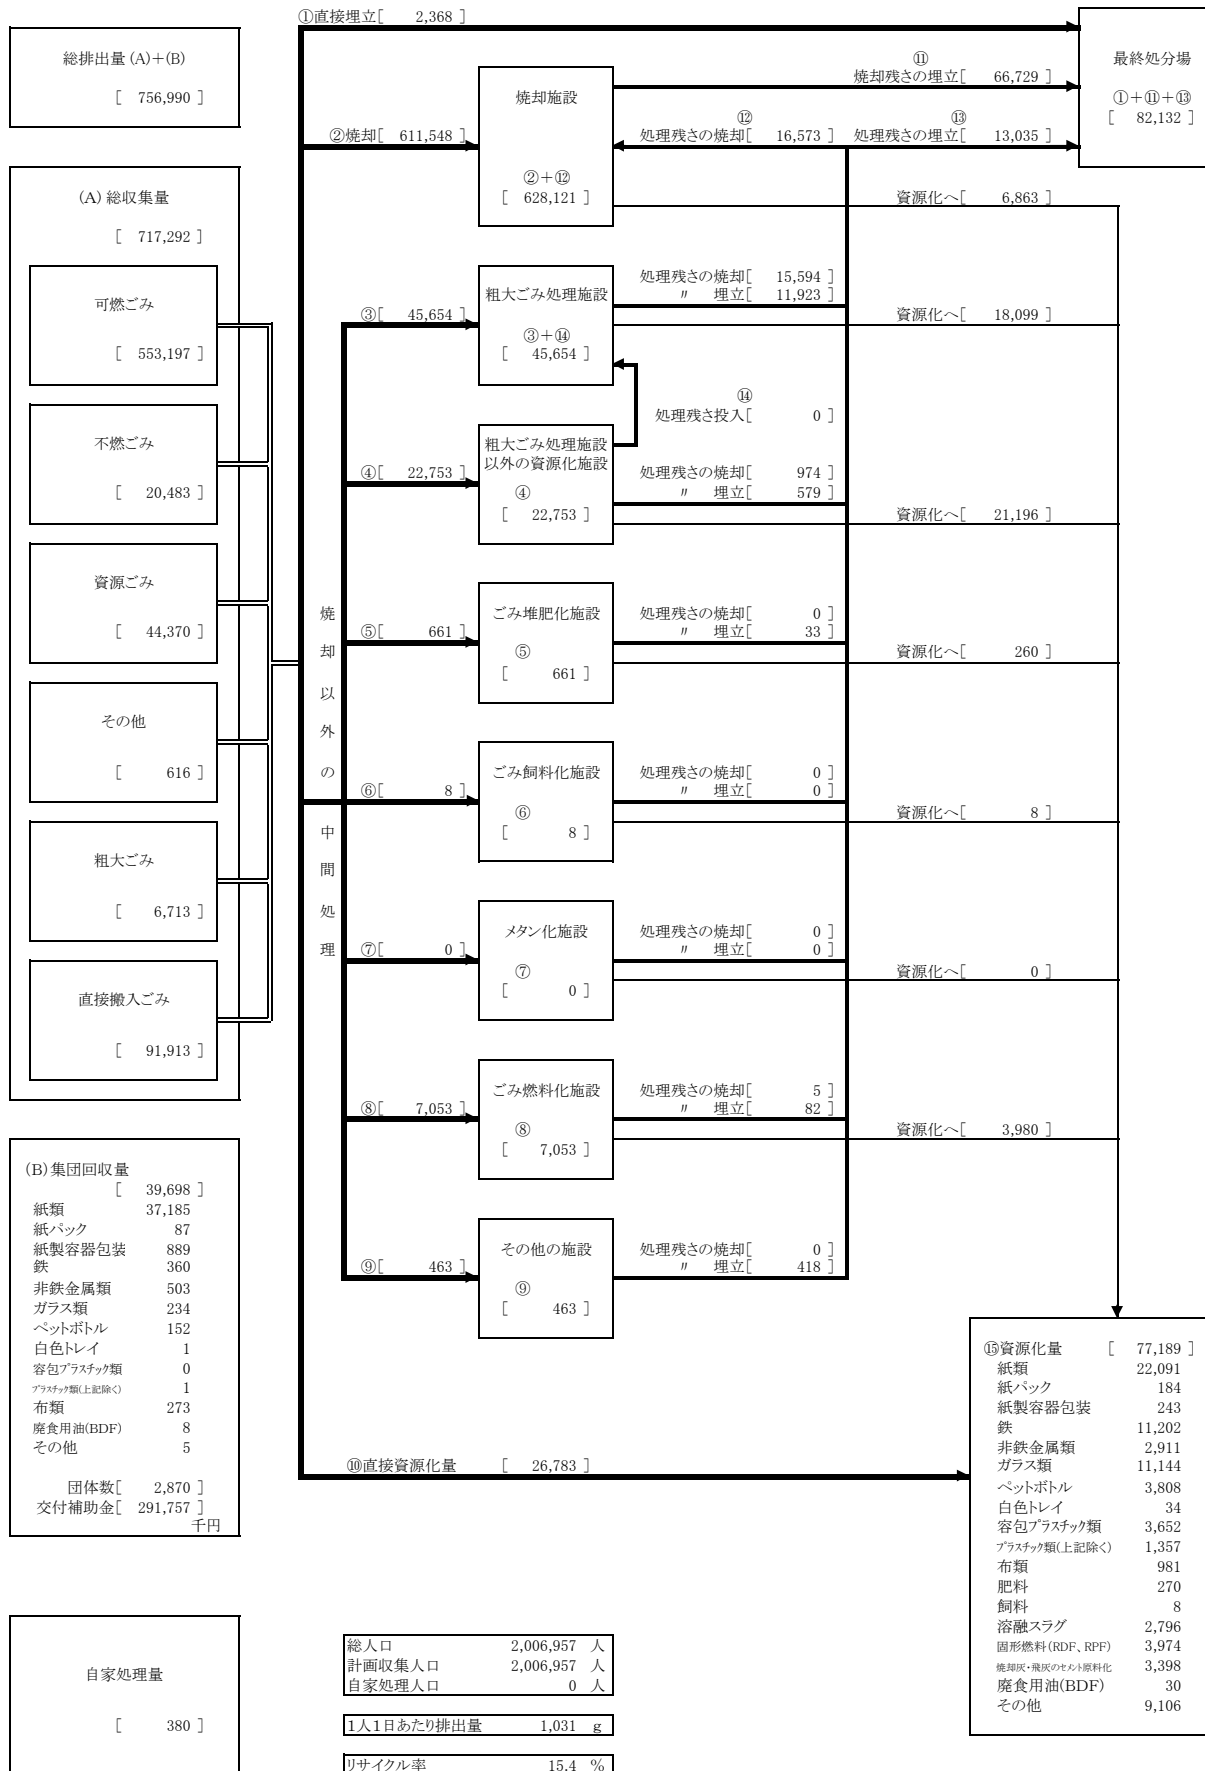 ①直接埋立[ 2,368 ]
総排出量(A)+(B)
[ 756,990 ]
(A) 総収集量
[ 717,292 ]
可燃ごみ
[ 553,197 ]
不燃ごみ
[ 20,483 ]
資源ごみ
[ 44,370 ]
その他
[ 616 ]
粗大ごみ
[ 6,713 ]
直接搬入ごみ
[ 91,913 ]
(B)集団回収量
[ 39,698 ]
紙類 37,185
紙パック 87
紙製容器包装 889
鉄 360
非鉄金属類 503
ガラス類 234
ペットボトル 152
白色トレイ 1
容包プラスチック類 0
プラスチック類(上記除く) 1
布類 273
廃食用油(BDF) 8
その他 5
団体数[ 2,870 ]
交付補助金[ 291,757 ]
千円
自家処理量
[ 380 ]
②焼却[ 611,548 ]
焼却施設
②+⑫
[ 628,121 ]
⑪
焼却残さの埋立[ 66,729 ]
⑫
処理残さの焼却[ 16,573 ]
⑬
処理残さの埋立[ 13,035 ]
資源化へ[ 6,863 ]
最終処分場
①+⑪+⑬
[ 82,132 ]
焼却以外の中間処理
③[ 45,654 ]
粗大ごみ処理施設
③+⑭
[ 45,654 ]
処理残さの焼却[ 15,594 ]
〃 埋立[ 11,923 ]
資源化へ[ 18,099 ]
⑭
処理残さ投入[ 0 ]
④[ 22,753 ]
粗大ごみ処理施設
以外の資源化施設
④
[ 22,753 ]
処理残さの焼却[ 974 ]
〃 埋立[ 579 ]
資源化へ[ 21,196 ]
⑤[ 661 ]
ごみ堆肥化施設
⑤
[ 661 ]
処理残さの焼却[ 0 ]
〃 埋立[ 33 ]
資源化へ[ 260 ]
⑥[ 8 ]
ごみ飼料化施設
⑥
[ 8 ]
処理残さの焼却[ 0 ]
〃 埋立[ 0 ]
資源化へ[ 8 ]
⑦[ 0 ]
メタン化施設
⑦
[ 0 ]
処理残さの焼却[ 0 ]
〃 埋立[ 0 ]
資源化へ[ 0 ]
⑧[ 7,053 ]
ごみ燃料化施設
⑧
[ 7,053 ]
処理残さの焼却[ 5 ]
〃 埋立[ 82 ]
資源化へ[ 3,980 ]
⑨[ 463 ]
その他の施設
⑨
[ 463 ]
処理残さの焼却[ 0 ]
〃 埋立[ 418 ]
⑩直接資源化量 [ 26,783 ]
⑮資源化量 [ 77,189 ]
紙類 22,091
紙パック 184
紙製容器包装 243
鉄 11,202
非鉄金属類 2,911
ガラス類 11,144
ペットボトル 3,808
白色トレイ 34
容包プラスチック類 3,652
プラスチック類(上記除く) 1,357
布類 981
肥料 270
飼料 8
溶融スラグ 2,796
固形燃料(RDF、RPF) 3,974
焼却灰・飛灰のセメント原料化 3,398
廃食用油(BDF) 30
その他 9,106
総人口 2,006,957 人
計画収集人口 2,006,957 人
自家処理人口 0 人
1人1日あたり排出量 1,031 g
リサイクル率 15.4 %